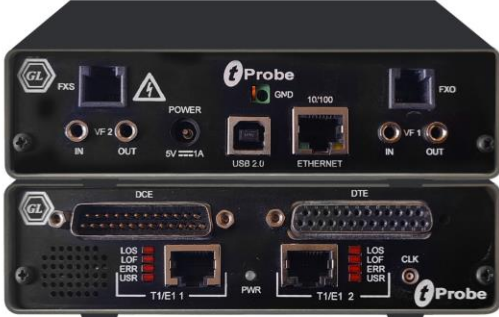 GL
FXS
tProbe
GND
10/100
FXO
POWER
VF 2
IN
OUT
5V 1A
USB 2.0
ETHERNET
VF 1
IN
OUT
GL
DCE
DTE
LOS
LOF
ERR
USR
T1/E1 1
PWR
LOS
LOF
ERR
USR
T1/E1 2
CLK
tProbe